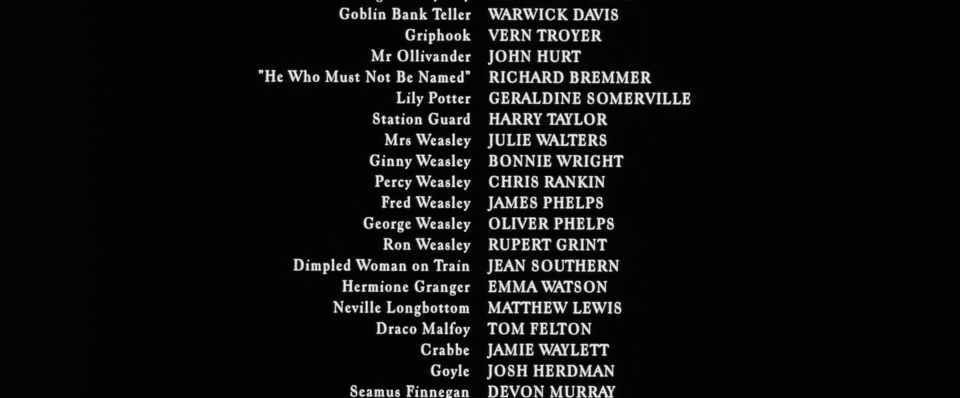 Goblin Bank Teller WARWICK DAVIS
Griphook VERN TROYER
Mr Ollivander JOHN HURT
"He Who Must Not Be Named" RICHARD BREMMER
Lily Potter GERALDINE SOMERVILLE
Station Guard HARRY TAYLOR
Mrs Weasley JULIE WALTERS
Ginny Weasley BONNIE WRIGHT
Percy Weasley CHRIS RANKIN
Fred Weasley JAMES PHELPS
George Weasley OLIVER PHELPS
Ron Weasley RUPERT GRINT
Dimpled Woman on Train JEAN SOUTHERN
Hermione Granger EMMA WATSON
Neville Longbottom MATTHEW LEWIS
Draco Malfoy TOM FELTON
Crabbe JAMIE WAYLETT
Goyle JOSH HERDMAN
Seamus Finnegan DEVON MURRAY